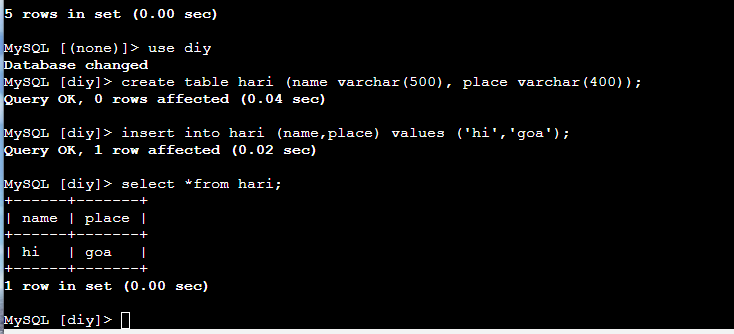 5 rows in set (0.00 sec)
MySQL [(none)]> use diy
Database changed
MySQL [diy]> create table hari (name varchar(500), place varchar(400));
Query OK, 0 rows affected (0.04 sec)
MySQL [diy]> insert into hari (name,place) values ('hi','goa');
Query OK, 1 row affected (0.02 sec)
MySQL [diy]> select *from hari;
+------+-------+
| name | place |
+------+-------+
| hi   | goa   |
+------+-------+
1 row in set (0.00 sec)
MySQL [diy]>